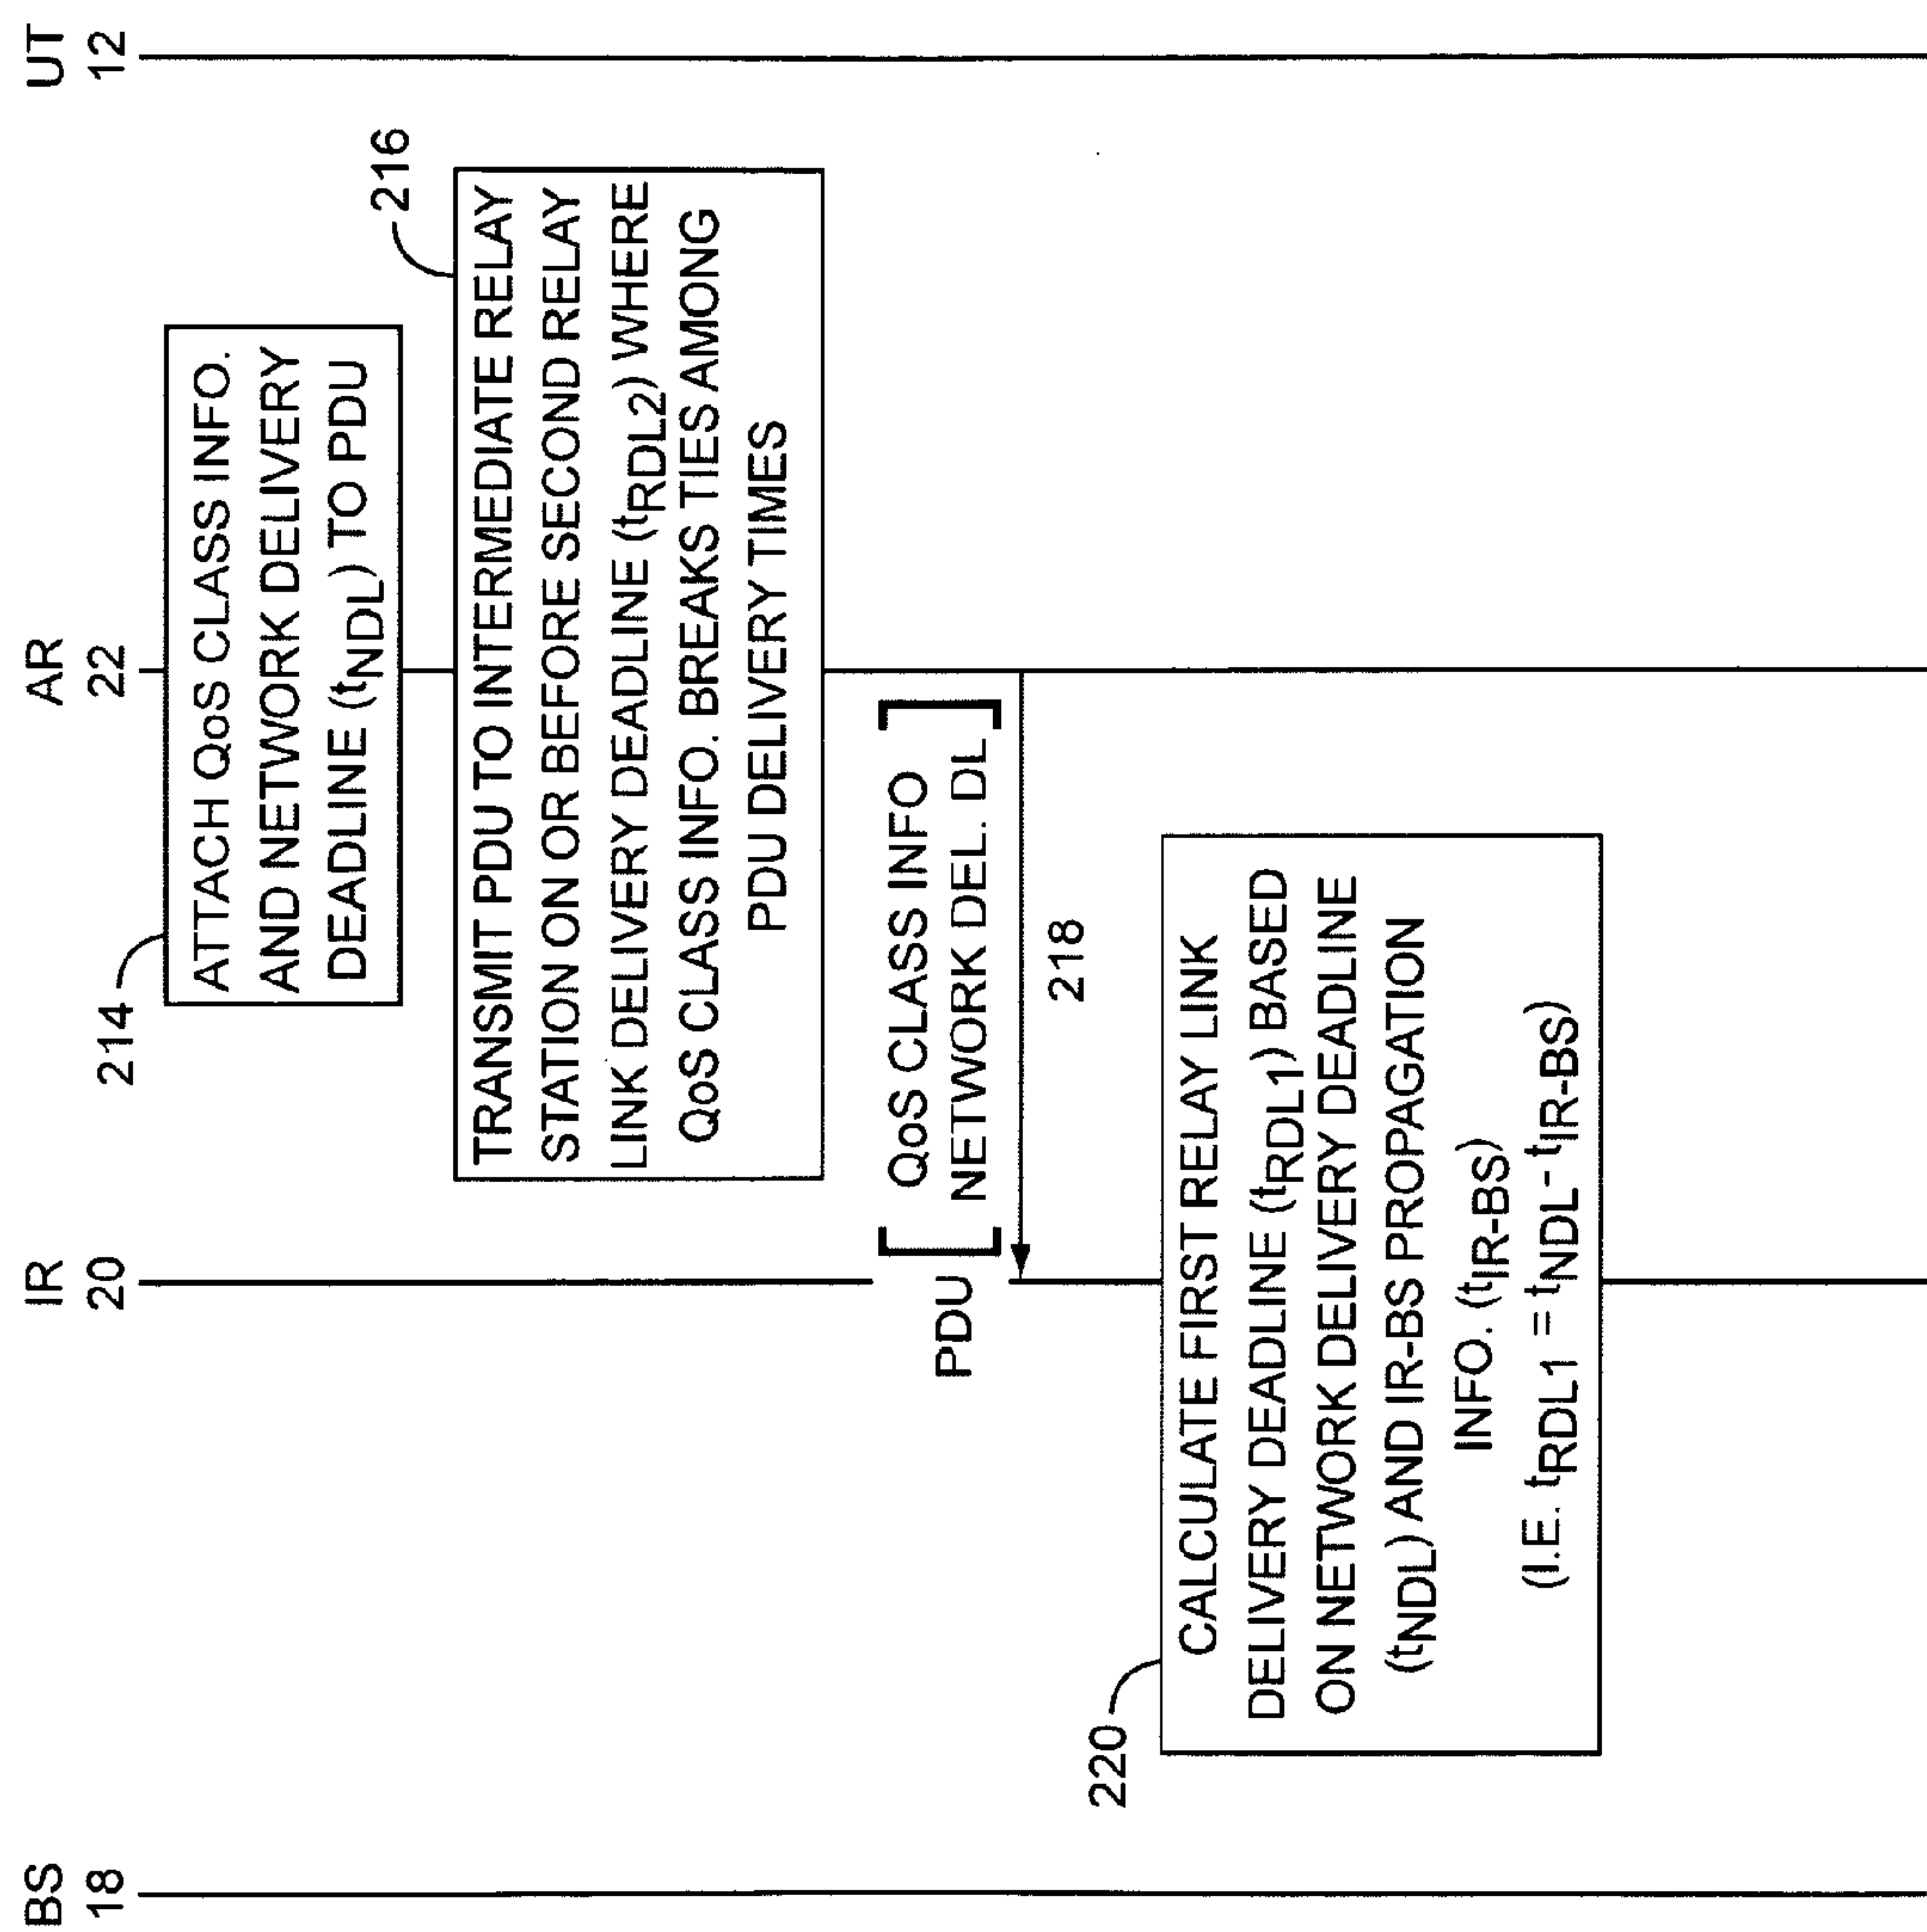 BS
18
IR
20
AR
22
UT
12
214
ATTACH QoS CLASS INFO.
AND NETWORK DELIVERY
DEADLINE (tNDL) TO PDU
216
TRANSMIT PDU TO INTERMEDIATE RELAY
STATION ON OR BEFORE SECOND RELAY
LINK DELIVERY DEADLINE (tRDL2) WHERE
QoS CLASS INFO. BREAKS TIES AMONG
PDU DELIVERY TIMES
PDU
[QoS CLASS INFO
NETWORK DEL. DL]
218
220
CALCULATE FIRST RELAY LINK
DELIVERY DEADLINE (tRDL1) BASED
ON NETWORK DELIVERY DEADLINE
(tNDL) AND IR-BS PROPAGATION
INFO. (tIR-BS)
(I.E. tRDL1 = tNDL-tIR-BS)